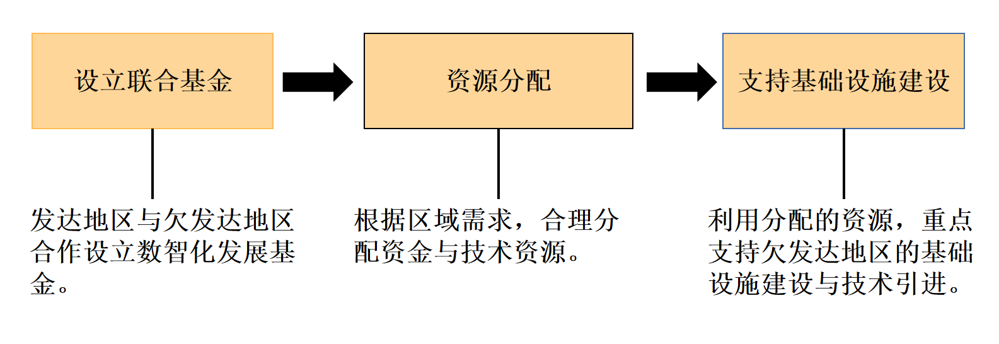 设立联合基金
资源分配
支持基础设施建设
发达地区与欠发达地区
合作设立数智化发展基
金。
根据区域需求，合理分
配资金与技术资源。
利用分配的资源，重点
支持欠发达地区的基础
设施建设与技术引进。